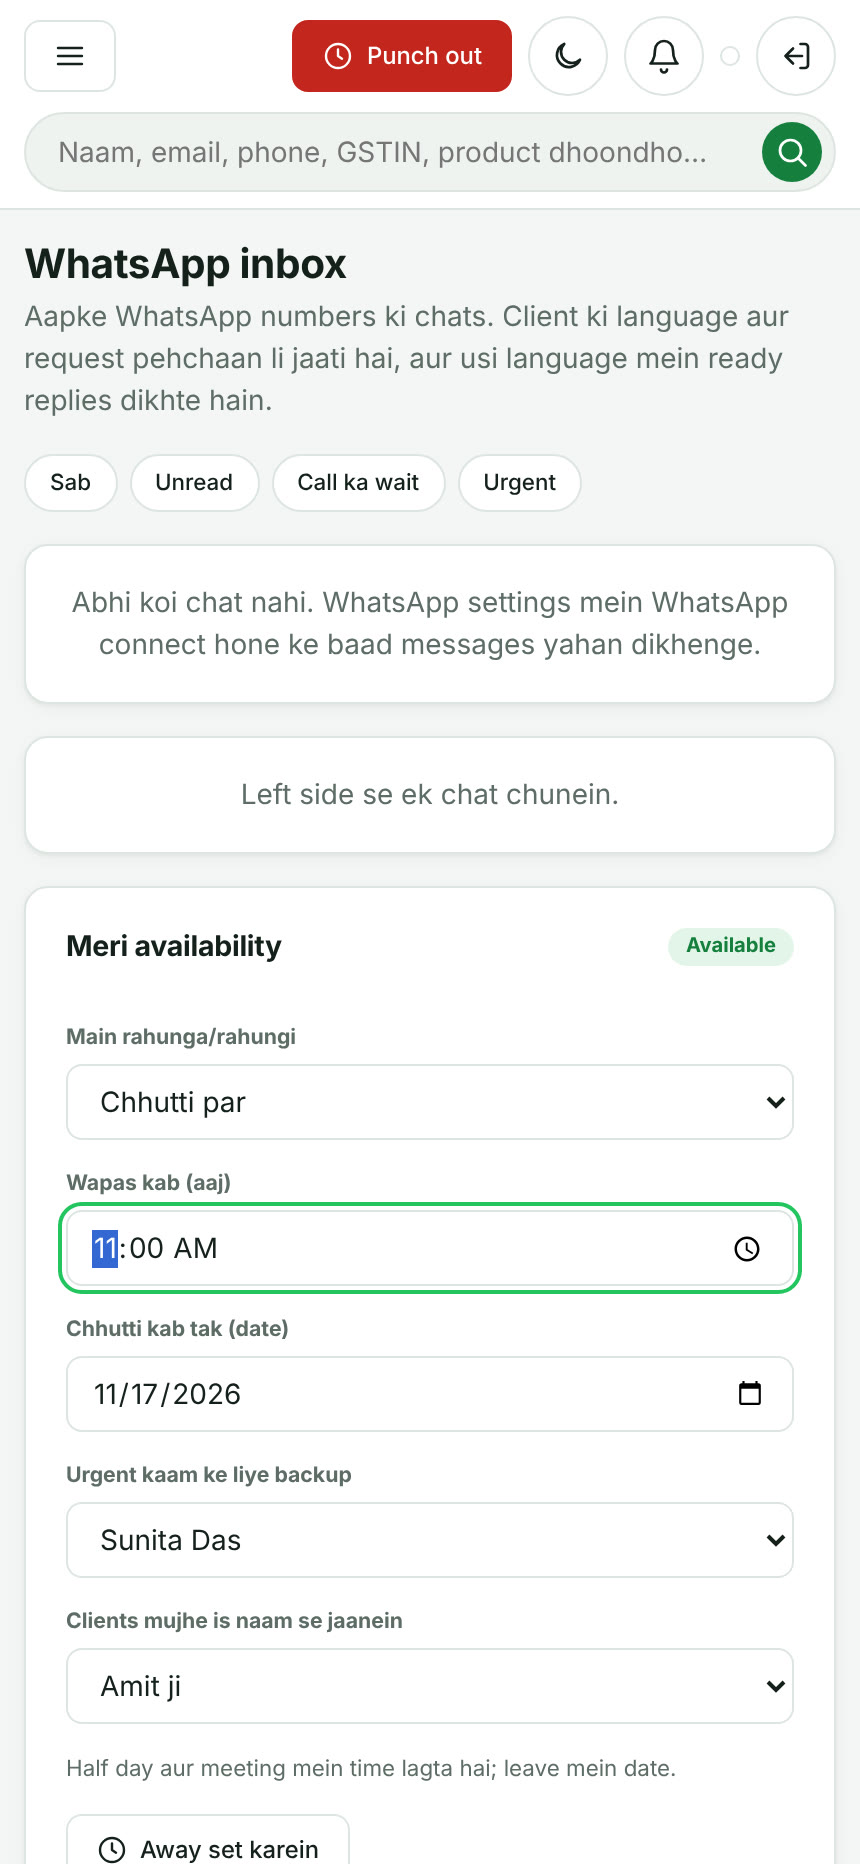 Punch out
Naam, email, phone, GSTIN, product dhoondho...
WhatsApp inbox
Aapke WhatsApp numbers ki chats. Client ki language aur
request pehchaan li jaati hai, aur usi language mein ready
replies dikhte hain.
Sab
Unread
Call ka wait
Urgent
Abhi koi chat nahi. WhatsApp settings mein WhatsApp
connect hone ke baad messages yahan dikhenge.
Left side se ek chat chunein.
Meri availability
Available
Main rahunga/rahungi
Chhutti par
Wapas kab (aaj)
11:00 AM
Chhutti kab tak (date)
11/17/2026
Urgent kaam ke liye backup
Sunita Das
Clients mujhe is naam se jaanein
Amit ji
Half day aur meeting mein time lagta hai; leave mein date.
Away set karein